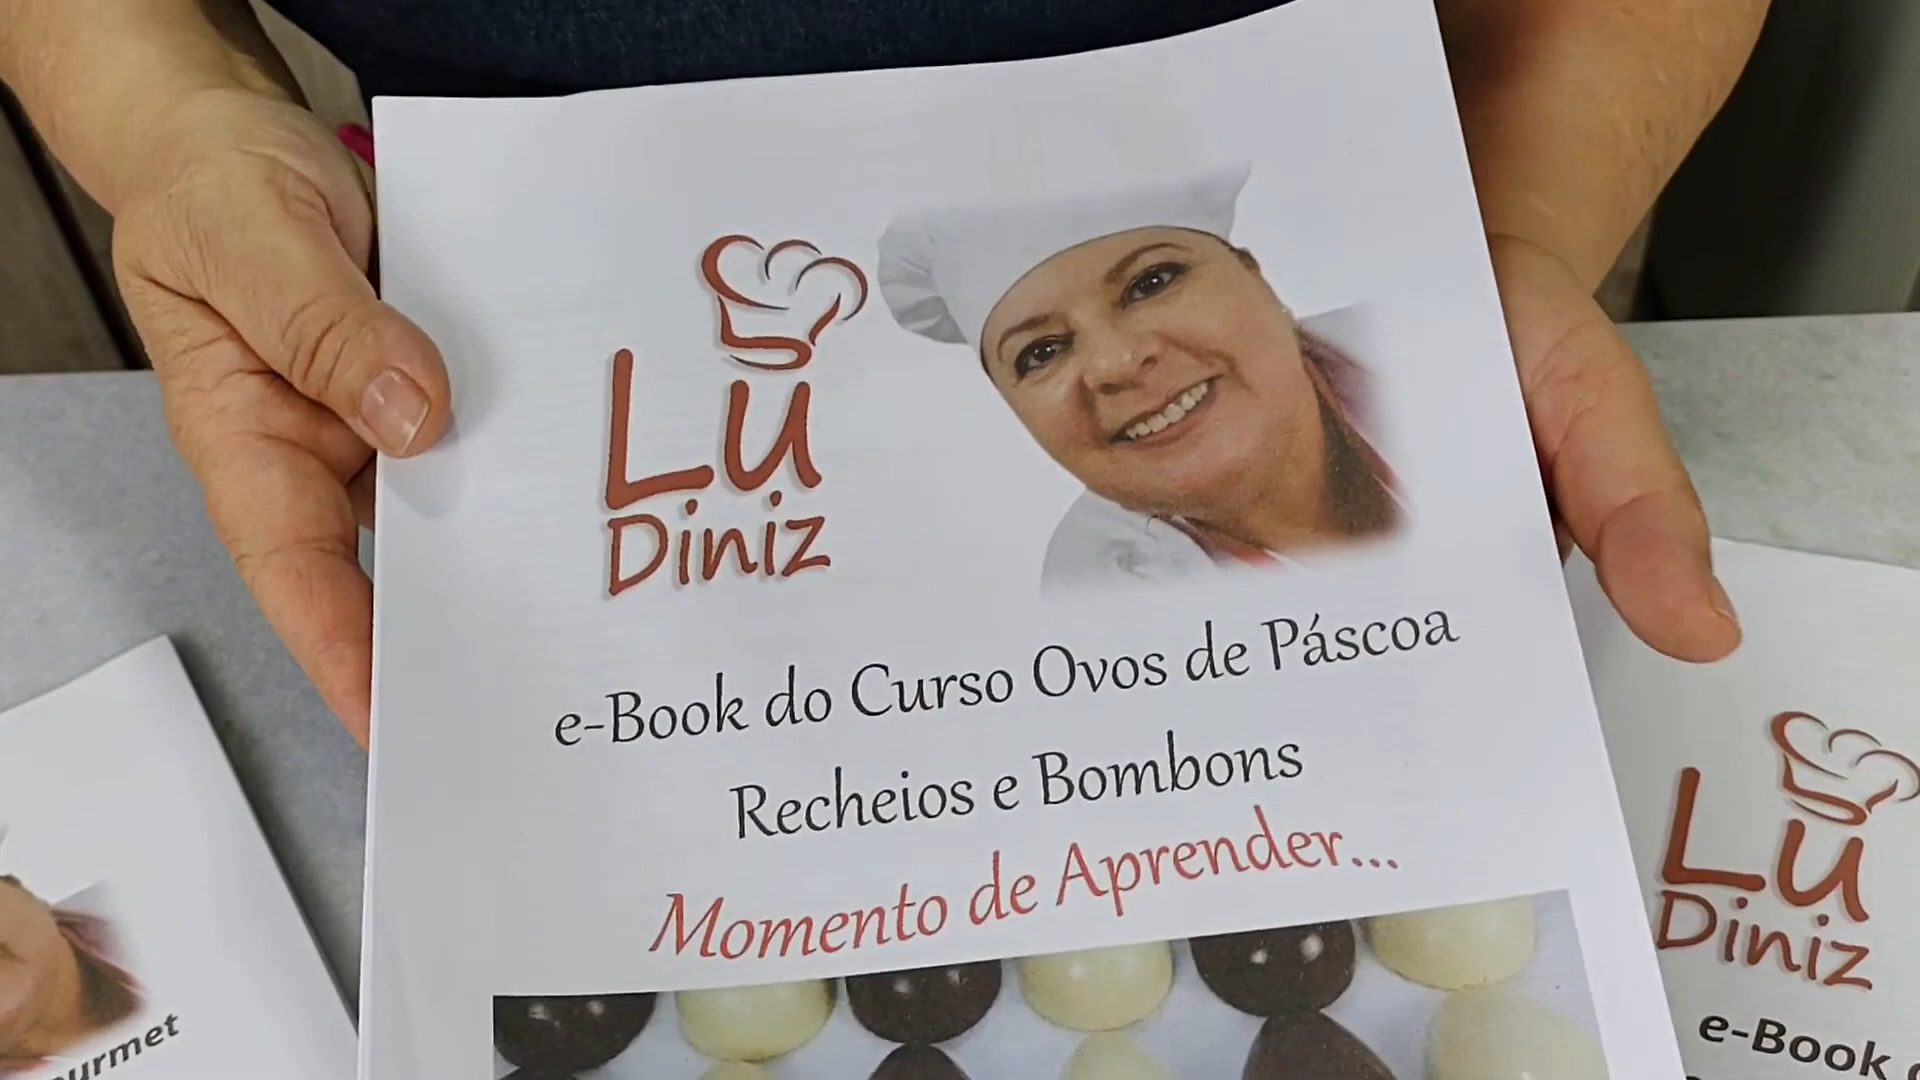 Lu
Diniz
e-Book do Curso Ovos de Páscoa
Recheios e Bombons
Momento de Aprender...
Lu
Diniz
e-Book